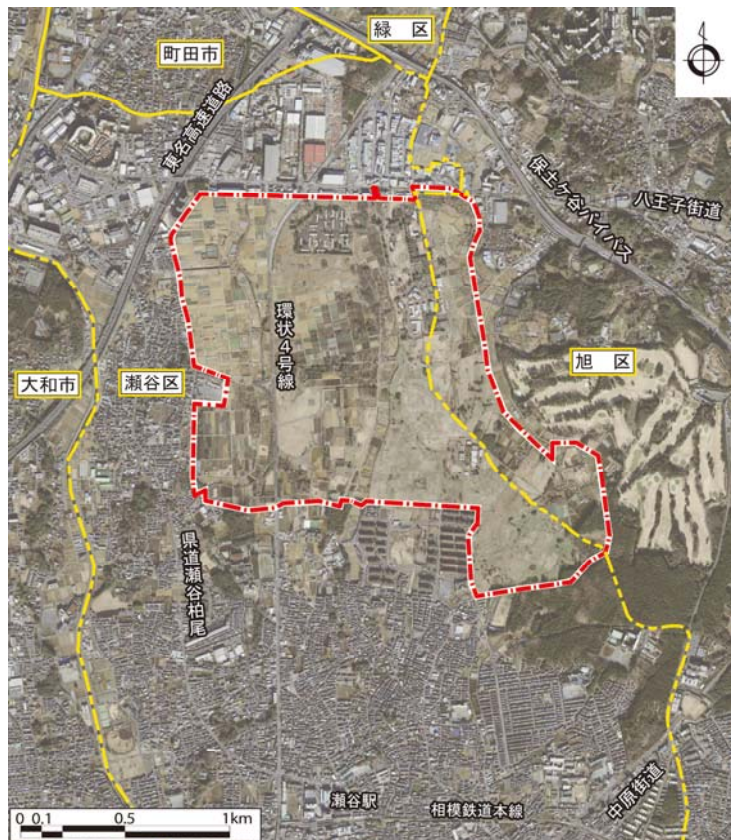 緑 区
町田市
東名高速道路
保土ヶ谷バイパス
八王子街道
環状4号線
旭 区
大和市
瀬谷区
県道瀬谷柏尾
瀬谷駅
相模鉄道本線
中原街道
0 0.1 0.5 1km